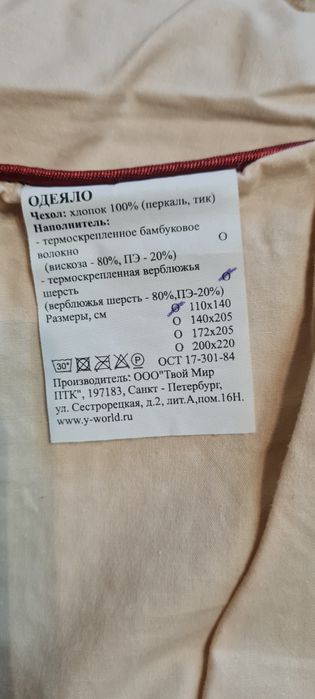 ОДЕЯЛО
Чехол: хлопок 100% (перкаль, тик)
Наполнитель:
- термоскрепленное бамбуковое О
волокно
(вискоза - 80%, ПЭ - 20%)
- термоскрепленная верблюжья О
шерсть
(верблюжья шерсть - 80%,ПЭ-20%)
Размеры, см О 110х140
О 140х205
О 172х205
О 200х220
30° P ОСТ 17-301-84
Производитель: ООО"Твой Мир
ПТК", 197183, Санкт - Петербург,
ул. Сестрорецкая, д.2, лит.А,пом.16Н.
www.y-world.ru